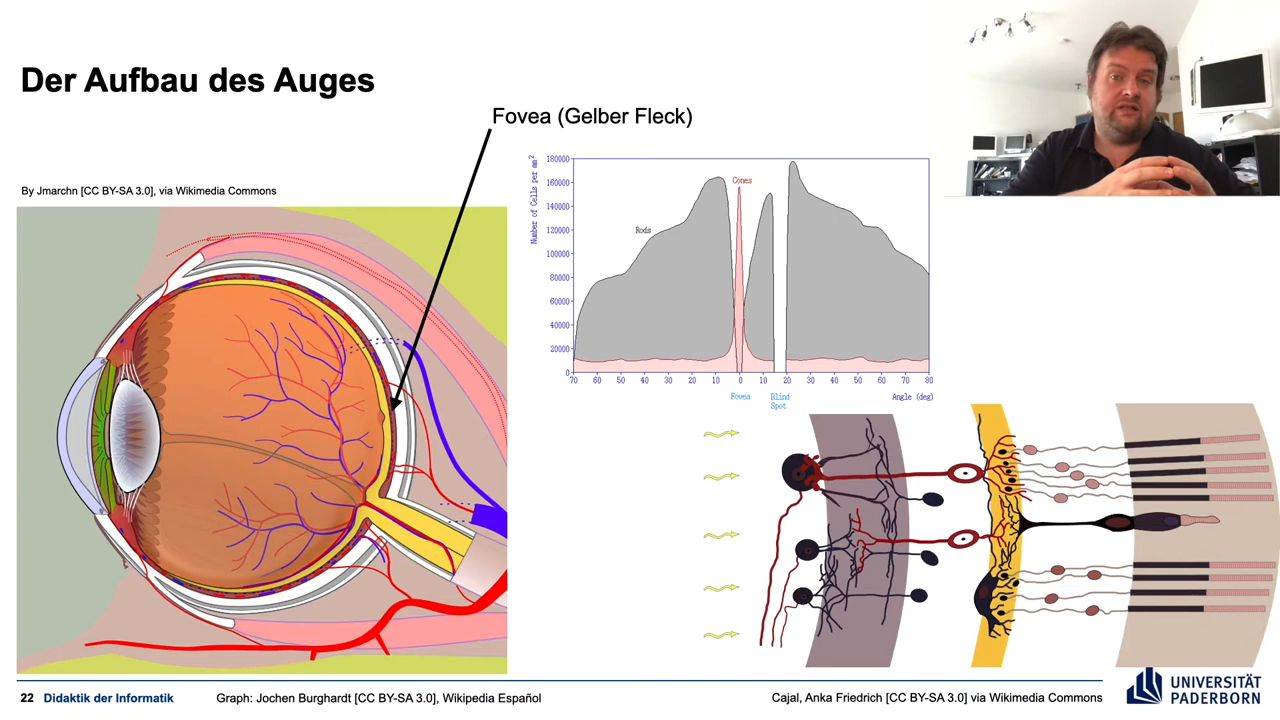 Der Aufbau des Auges
Fovea (Gelber Fleck)
By Jmarchn [CC BY-SA 3.0], via Wikimedia Commons
Number of Cells per mm²
180000
160000
140000
120000
100000
80000
60000
40000
20000
0
Cones
Rods
70 60 50 40 30 20 10 0 10 20 30 40 50 60 70 80
Fovea
Blind
Spot
Angle (deg)
22 Didaktik der Informatik
Graph: Jochen Burghardt [CC BY-SA 3.0], Wikipedia Español
Cajal, Anka Friedrich [CC BY-SA 3.0] via Wikimedia Commons
UNIVERSITÄT
PADERBORN